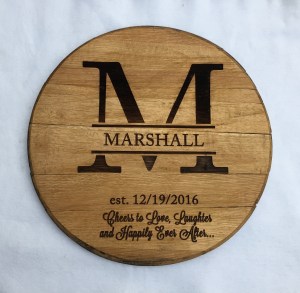 M
MARSHALL
est. 12/19/2016
Cheers to Love, Laughter
and Happily Ever After...